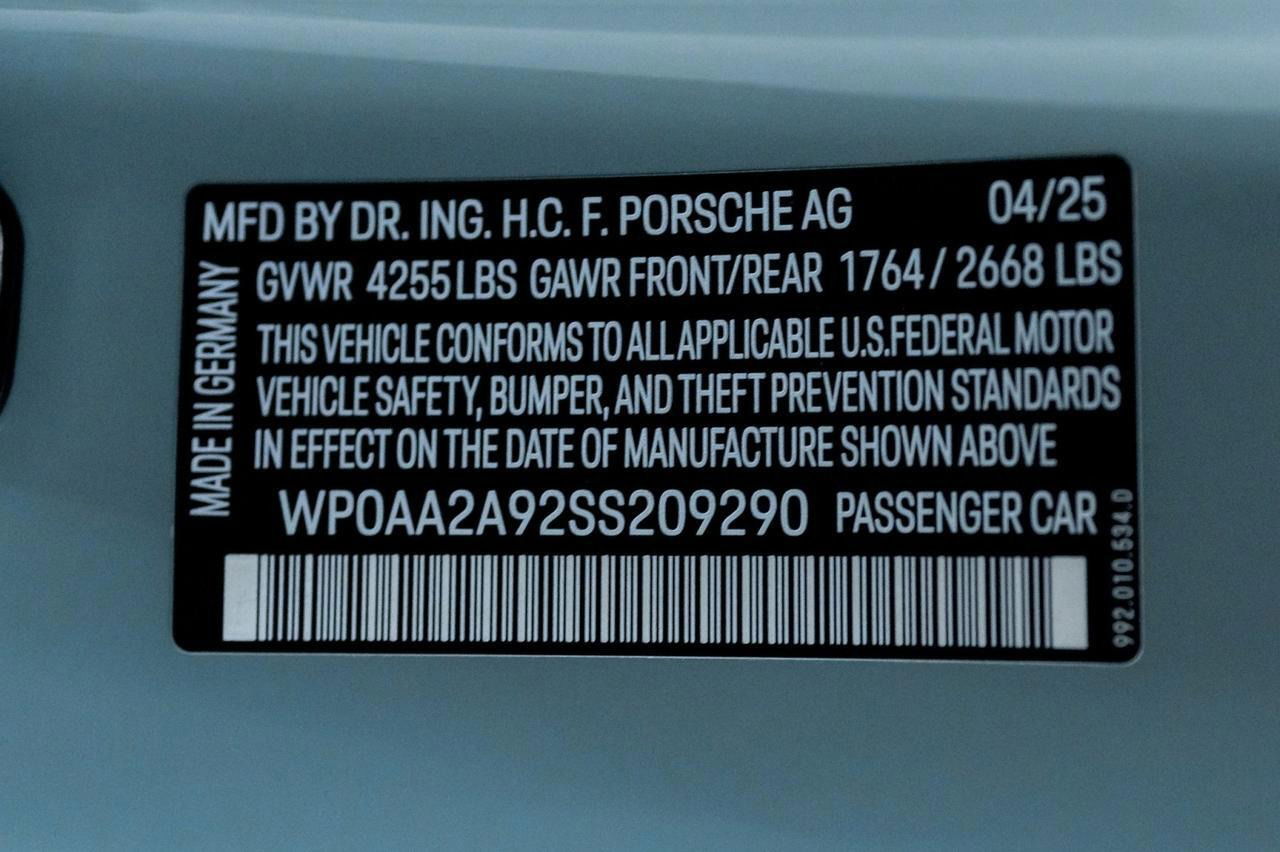 MFD BY DR. ING. H.C. F. PORSCHE AG 04/25
GVWR 4255 LBS GAWR FRONT/REAR 1764 / 2668 LBS
THIS VEHICLE CONFORMS TO ALL APPLICABLE U.S.FEDERAL MOTOR
VEHICLE SAFETY, BUMPER, AND THEFT PREVENTION STANDARDS
IN EFFECT ON THE DATE OF MANUFACTURE SHOWN ABOVE
WP0AA2A92SS209290 PASSENGER CAR
MADE IN GERMANY
992.010.534.0